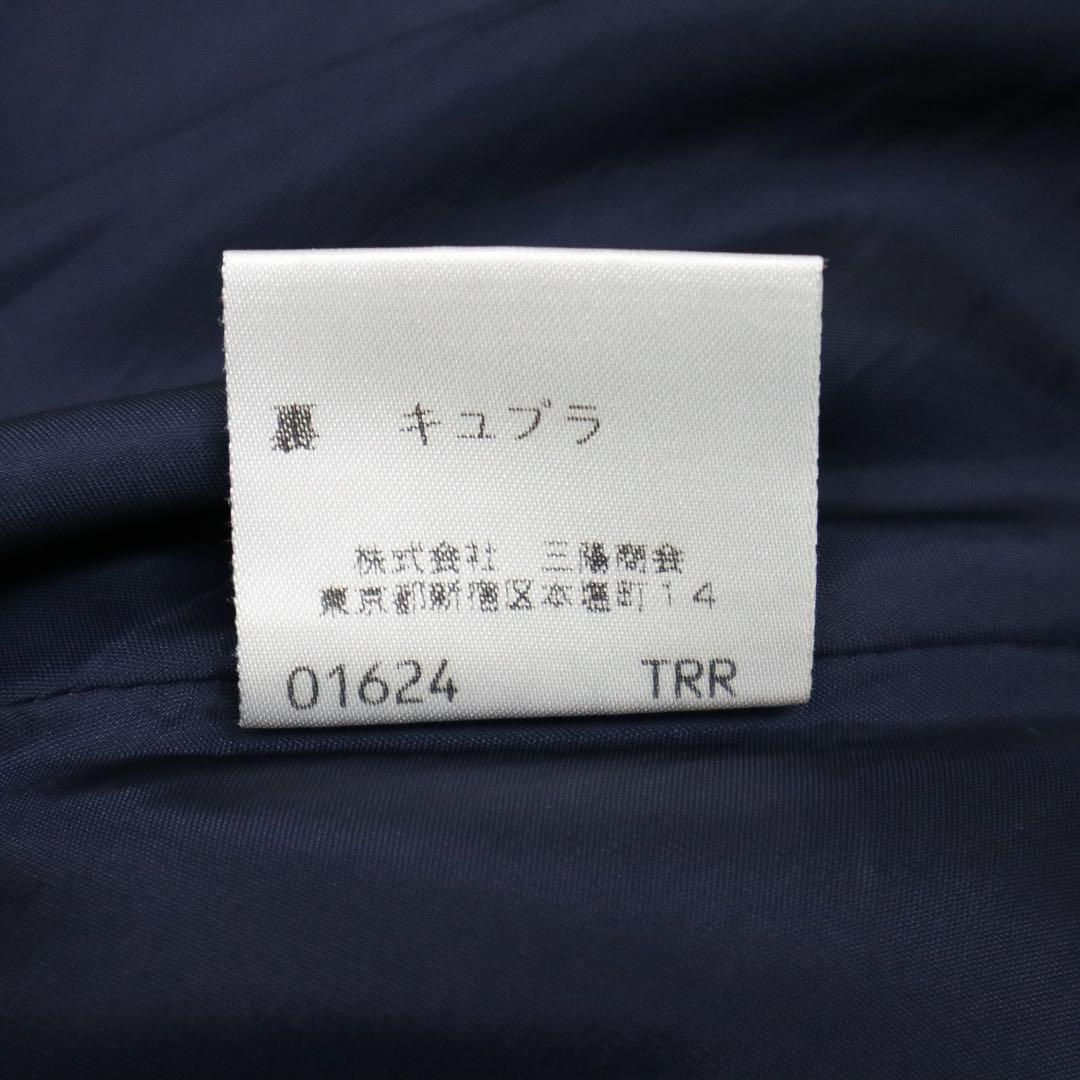 裏 キュプラ
株式会社 三陽商会
東京都新宿区本塩町14
01624 TRR